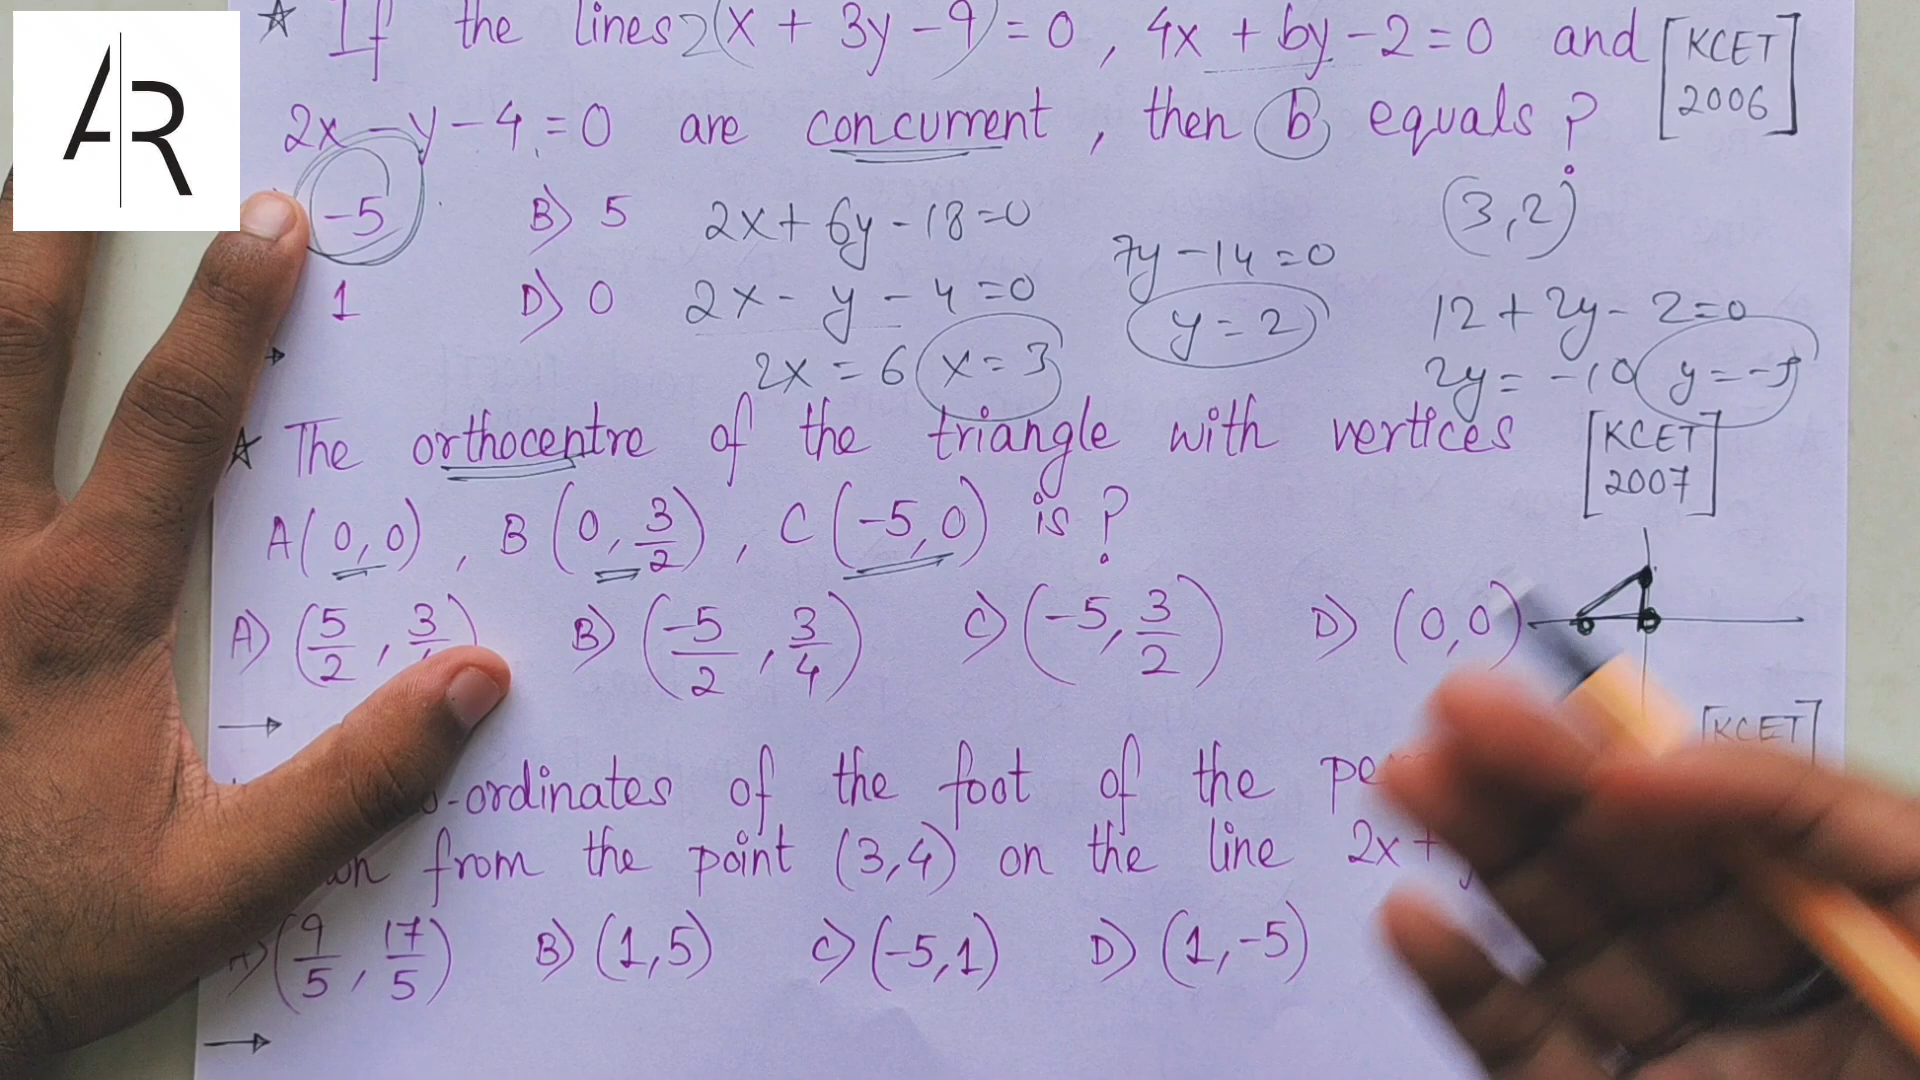 AR
☆ If the lines 2(x + 3y - 9) = 0 , 4x + by - 2 = 0 and [KCET 2006]
2x - y - 4 = 0 are concurrent , then b equals ?
-5 B) 5 2x + 6y - 18 = 0 7y - 14 = 0 (3,2)
1 D) 0 2x - y - 4 = 0 y = 2 12 + 2y - 2 = 0
2x = 6 x = 3 2y = -10 y = -5
☆ The orthocentre of the triangle with vertices [KCET 2007]
A(0,0) , B(0, 3/2) , C(-5,0) is ?
A) (5/2, 3/ B) (-5/2, 3/4) C) (-5, 3/2) D) (0,0)
→ [KCET]
o-ordinates of the foot of the pe
from the point (3,4) on the line 2x +
A) (9/5, 17/5) B) (1,5) C) (-5,1) D) (1,-5)
→